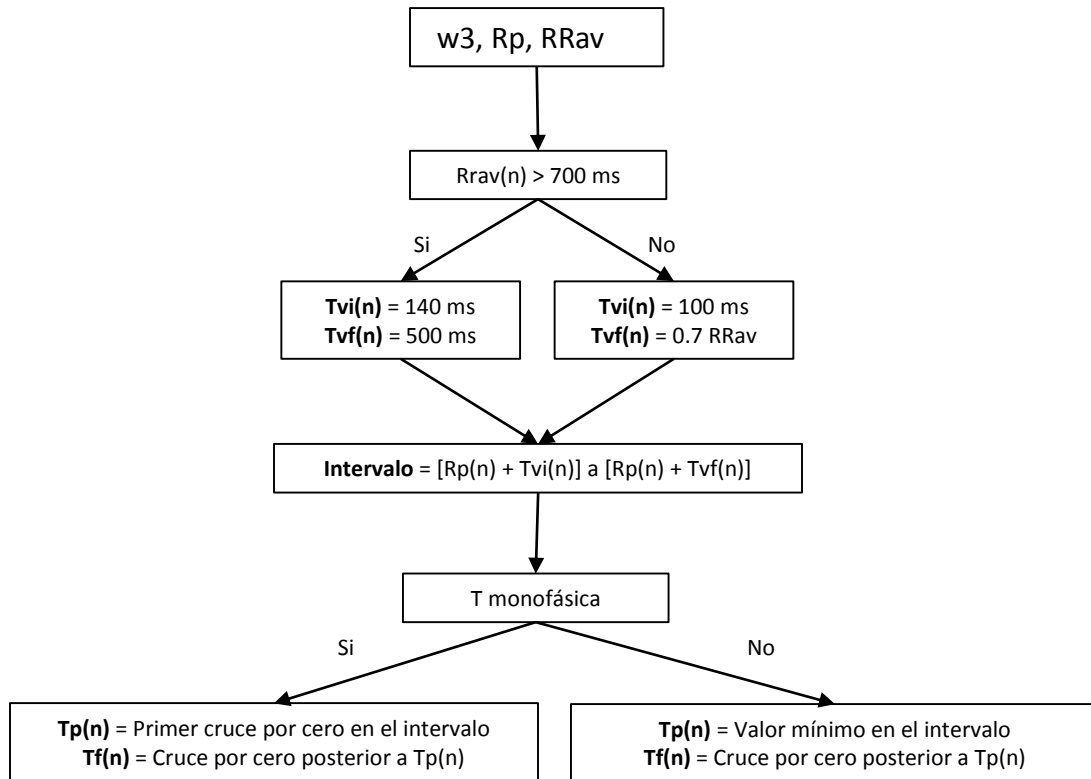 w3, Rp, RRav
Rrav(n) > 700 ms
Si
No
Tvi(n) = 140 ms
Tvf(n) = 500 ms
Tvi(n) = 100 ms
Tvf(n) = 0.7 RRav
Intervalo = [Rp(n) + Tvi(n)] a [Rp(n) + Tvf(n)]
T monofásica
Si
No
Tp(n) = Primer cruce por cero en el intervalo
Tf(n) = Cruce por cero posterior a Tp(n)
Tp(n) = Valor mínimo en el intervalo
Tf(n) = Cruce por cero posterior a Tp(n)